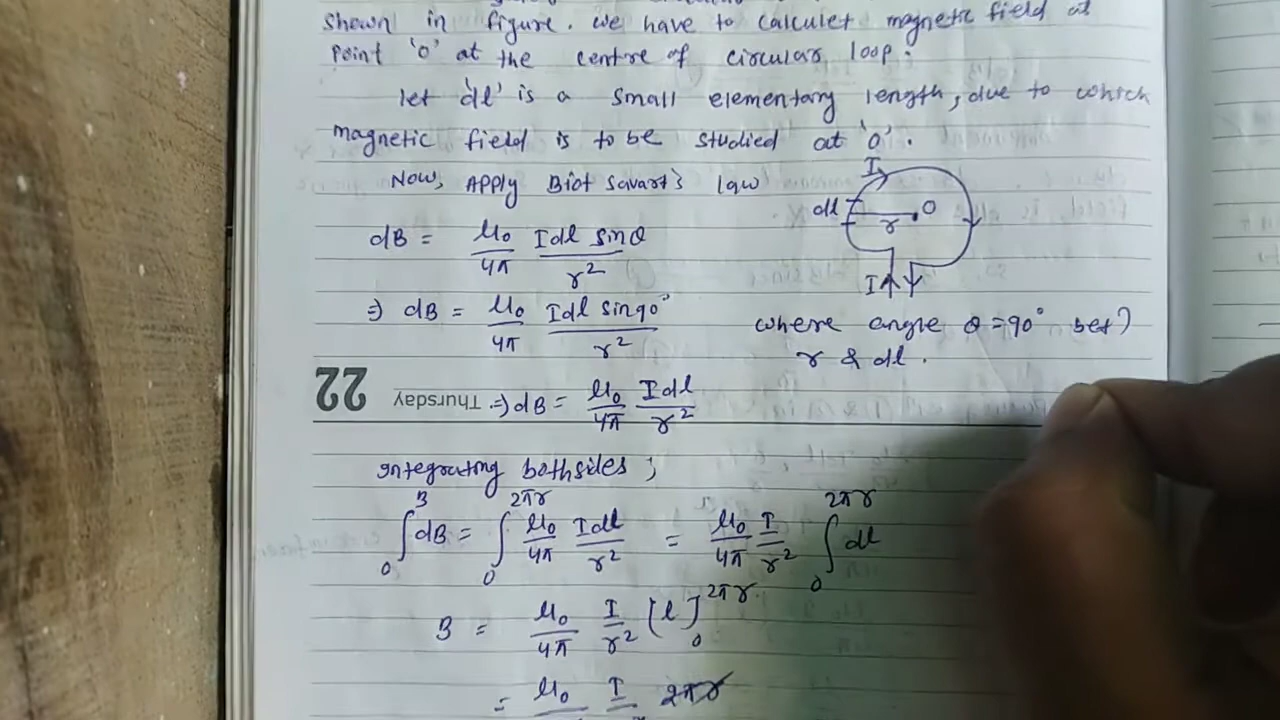 shown in figure. we have to calculet magnetic field at
Point 'O' at the centre of circular loop.
let 'dl' is a small elementary length, due to which
magnetic field is to be studied at 'O'.
Now, APPly Biot Savart's law
I
dl
O
r
I
dB = μ₀/4π Idl sinθ/r²
⇒ dB = μ₀/4π Idl sin90°/r²
where angle θ = 90° betⁿ
r & dl.
22 Thursday
⇒ dB = μ₀/4π Idl/r²
integrating bothsides ;
∫₀ᴮ dB = ∫₀^2πr μ₀/4π Idl/r² = μ₀/4π I/r² ∫₀^2πr dl
B = μ₀/4π I/r² [l]₀^2πr
= μ₀ I 2πr